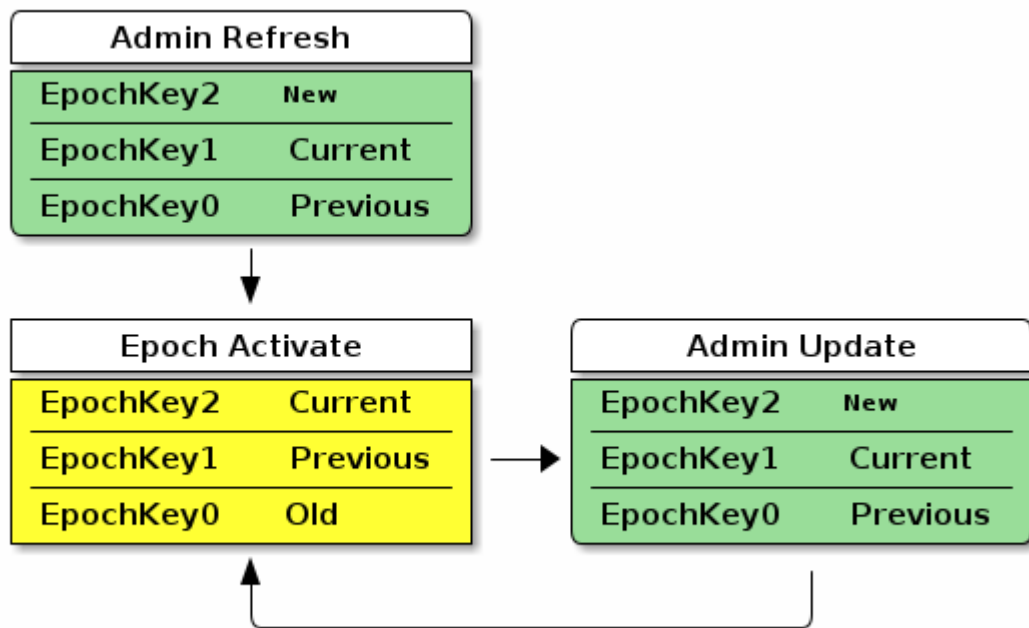 Admin Refresh
EpochKey2 New
EpochKey1 Current
EpochKey0 Previous
Epoch Activate
EpochKey2 Current
EpochKey1 Previous
EpochKey0 Old
Admin Update
EpochKey2 New
EpochKey1 Current
EpochKey0 Previous